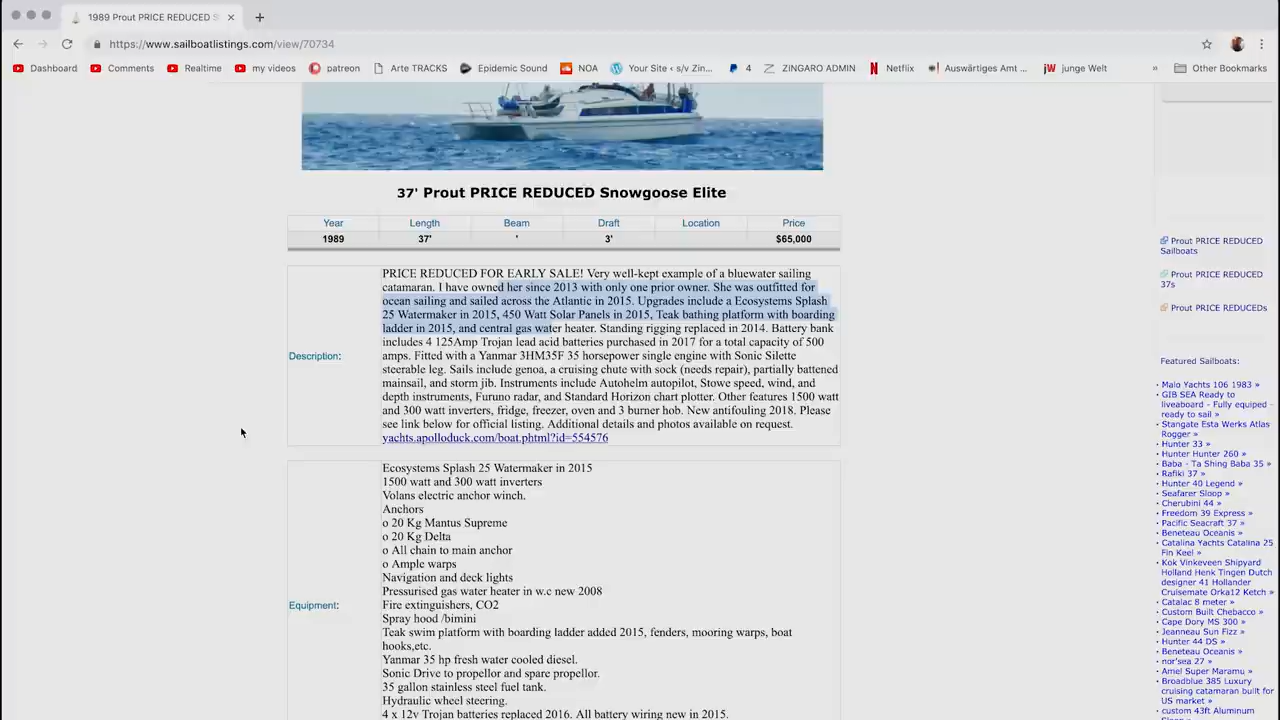 1989 Prout PRICE REDUCED S
https://www.sailboatlistings.com/view/70734
Dashboard Comments Realtime my videos patreon Arte TRACKS Epidemic Sound NOA Your Site ‹ s/v Zin... 4 ZINGARO ADMIN Netflix Auswärtiges Amt ... junge Welt » Other Bookmarks
37' Prout PRICE REDUCED Snowgoose Elite
Year Length Beam Draft Location Price
1989 37' ' 3' $65,000
Description:
PRICE REDUCED FOR EARLY SALE! Very well-kept example of a bluewater sailing
catamaran. I have owned her since 2013 with only one prior owner. She was outfitted for
ocean sailing and sailed across the Atlantic in 2015. Upgrades include a Ecosystems Splash
25 Watermaker in 2015, 450 Watt Solar Panels in 2015, Teak bathing platform with boarding
ladder in 2015, and central gas water heater. Standing rigging replaced in 2014. Battery bank
includes 4 125Amp Trojan lead acid batteries purchased in 2017 for a total capacity of 500
amps. Fitted with a Yanmar 3HM35F 35 horsepower single engine with Sonic Silette
steerable leg. Sails include genoa, a cruising chute with sock (needs repair), partially battened
mainsail, and storm jib. Instruments include Autohelm autopilot, Stowe speed, wind, and
depth instruments, Furuno radar, and Standard Horizon chart plotter. Other features 1500 watt
and 300 watt inverters, fridge, freezer, oven and 3 burner hob. New antifouling 2018. Please
see link below for official listing. Additional details and photos available on request.
yachts.apolloduck.com/boat.phtml?id=554576
Equipment:
Ecosystems Splash 25 Watermaker in 2015
1500 watt and 300 watt inverters
Volans electric anchor winch.
Anchors
o 20 Kg Mantus Supreme
o 20 Kg Delta
o All chain to main anchor
o Ample warps
Navigation and deck lights
Pressurised gas water heater in w.c new 2008
Fire extinguishers, CO2
Spray hood /bimini
Teak swim platform with boarding ladder added 2015, fenders, mooring warps, boat
hooks,etc.
Yanmar 35 hp fresh water cooled diesel.
Sonic Drive to propellor and spare propellor.
35 gallon stainless steel fuel tank.
Hydraulic wheel steering.
4 x 12v Trojan batteries replaced 2016. All battery wiring new in 2015.
Prout PRICE REDUCED
Sailboats
Prout PRICE REDUCED
37s
Prout PRICE REDUCEDs
Featured Sailboats:
· Malo Yachts 106 1983 »
· GIB SEA Ready to
liveaboard - Fully equiped -
ready to sail »
· Stangate Esta Werks Atlas
Rogger »
· Hunter 33 »
· Hunter Hunter 260 »
· Baba - Ta Shing Baba 35 »
· Rafiki 37 »
· Hunter 40 Legend »
· Seafarer Sloop »
· Cherubini 44 »
· Freedom 39 Express »
· Pacific Seacraft 37 »
· Beneteau Oceanis »
· Catalina Yachts Catalina 25
Fin Keel »
· Kok Vinkeveen Shipyard
Holland Henk Tingen Dutch
designer 41 Hollander
Cruisemate Orka12 Ketch »
· Catalac 8 meter »
· Custom Built Chebacco »
· Cape Dory MS 300 »
· Jeanneau Sun Fizz »
· Hunter 44 DS »
· Beneteau Oceanis »
· nor'sea 27 »
· Amel Super Maramu »
· Broadblue 385 Luxury
cruising catamaran built for
US market »
· custom 43ft Aluminum